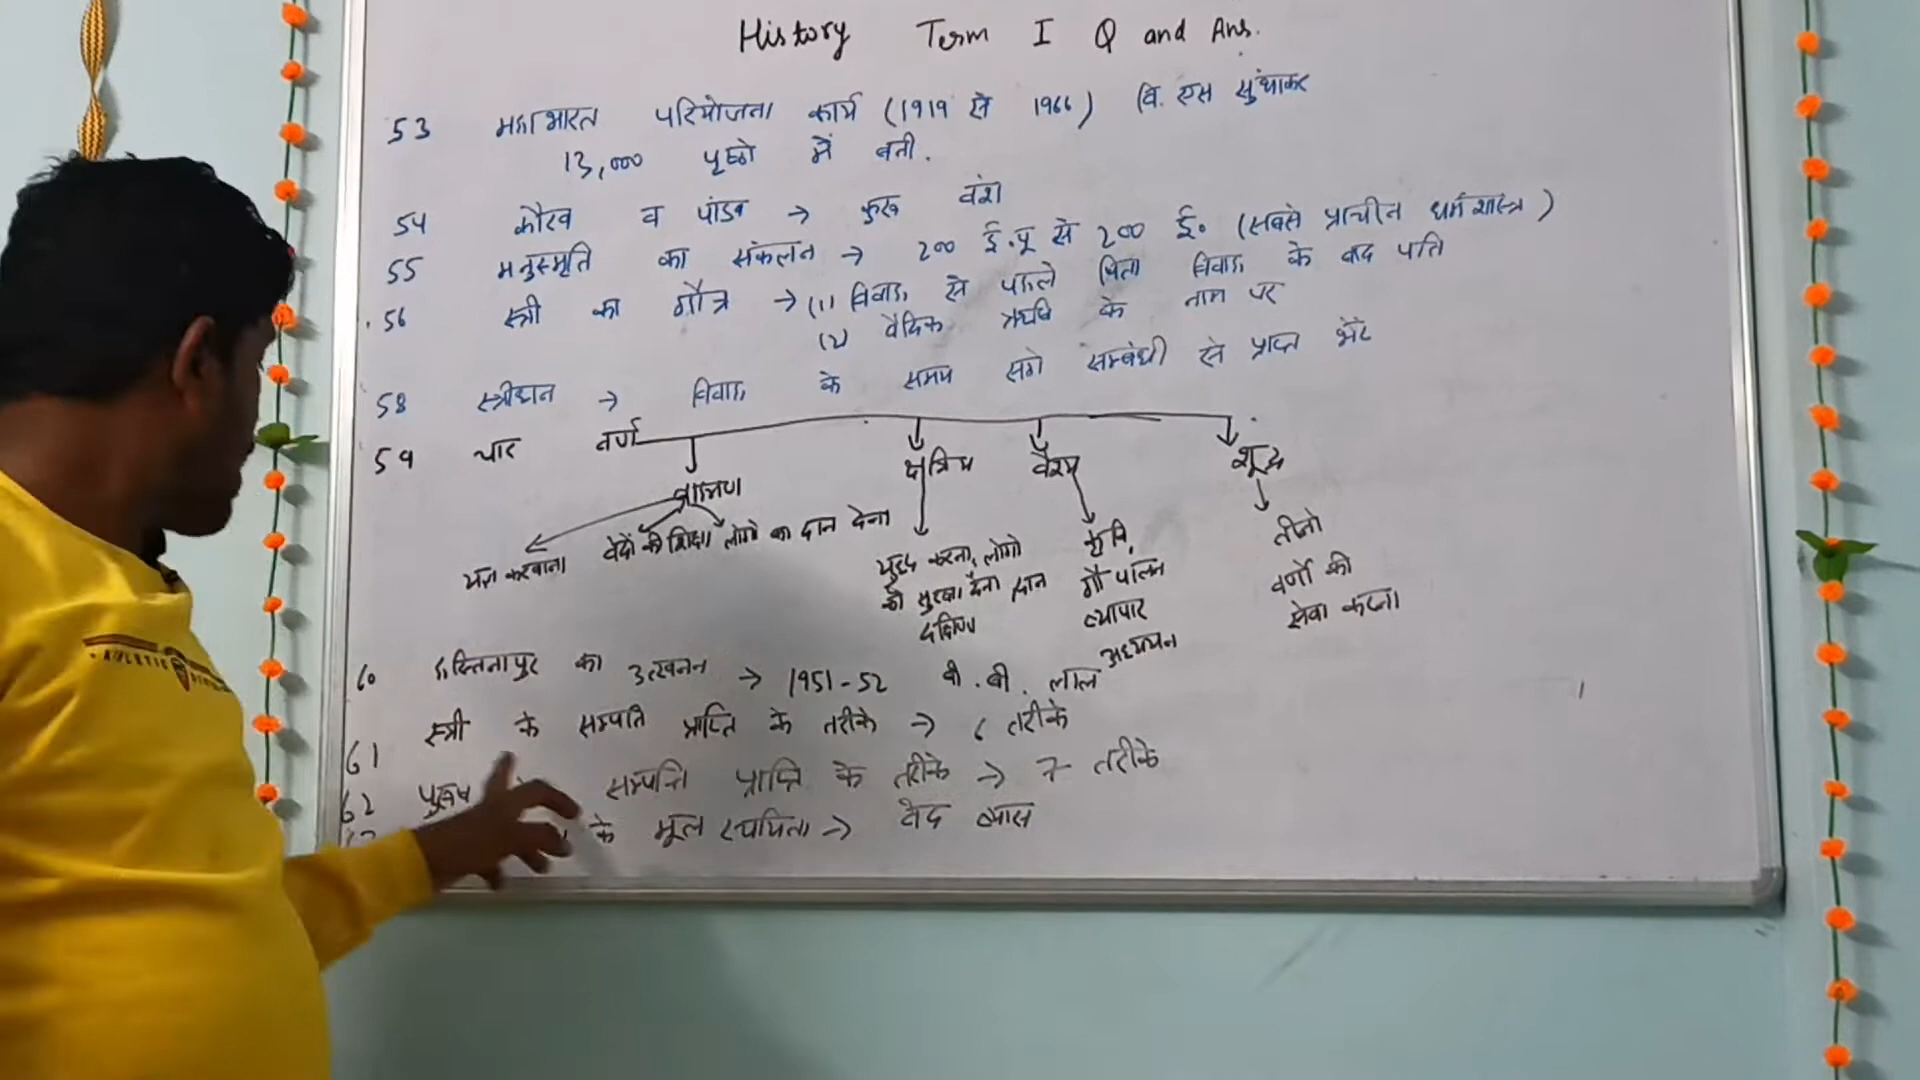 History Term I Q and Ans.
53 महाभारत परियोजना कार्य (1919 से 1966) वि. एस सुंथाकर
13,000 पृष्ठो में बनी.
54 कौरव व पांडव → कुरु वंश
55 मनुस्मृति का संकलन → 200 ई.पू से 200 ई. (सबसे प्राचीन धर्मशास्त्र)
56 स्त्री का गौत्र → (1) विवाह से पहले पिता विवाह के बाद पति
(2) वैदिक ऋषि के नाम पर
58 स्त्रीधन → विवाह के समय सगे सम्बंधी से प्राप्त भेंट
59 चार वर्ण
ब्राह्मण क्षत्रिय वैश्य शूद्र
यज्ञ करवाना वेदों की शिक्षा लोगो का दान देना
युद्ध करना, लोगो
को सुरक्षा देना दान
दक्षिणा
कृषि,
गौ पालन
व्यापार
अध्ययन
तीनो
वर्णों की
सेवा करना
60 हस्तिनापुर का उत्खनन → 1951-52 बी.बी. लाल
61 स्त्री के सम्पति प्राप्ति के तरीके → 6 तरीके
62 पुरुष सम्पत्ति प्राप्ति के तरीके → 7 तरीके
के मूल रचयिता → वेद व्यास
ATHLETIC